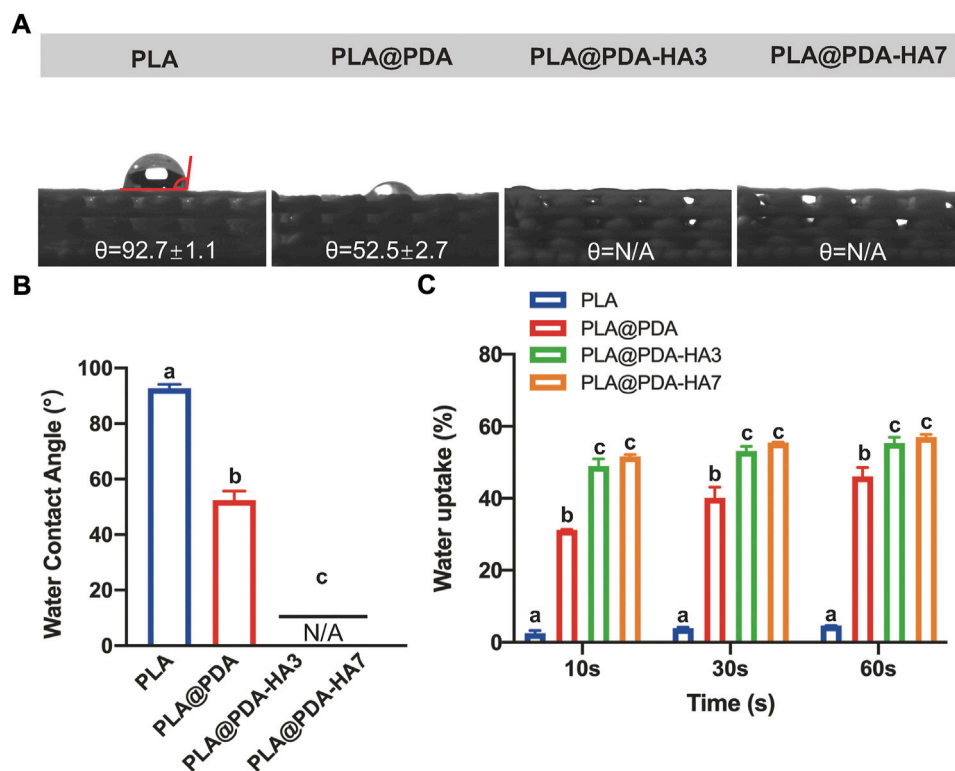 A
PLA PLA@PDA PLA@PDA-HA3 PLA@PDA-HA7
θ=92.7±1.1 θ=52.5±2.7 θ=N/A θ=N/A
B
Water Contact Angle (°)
100
80
60
40
20
0
a
b
c
N/A
PLA
PLA@PDA
PLA@PDA-HA3
PLA@PDA-HA7
C
PLA
PLA@PDA
PLA@PDA-HA3
PLA@PDA-HA7
Water uptake (%)
80
60
40
20
0
a b c c
a b c c
a b c c
10s 30s 60s
Time (s)